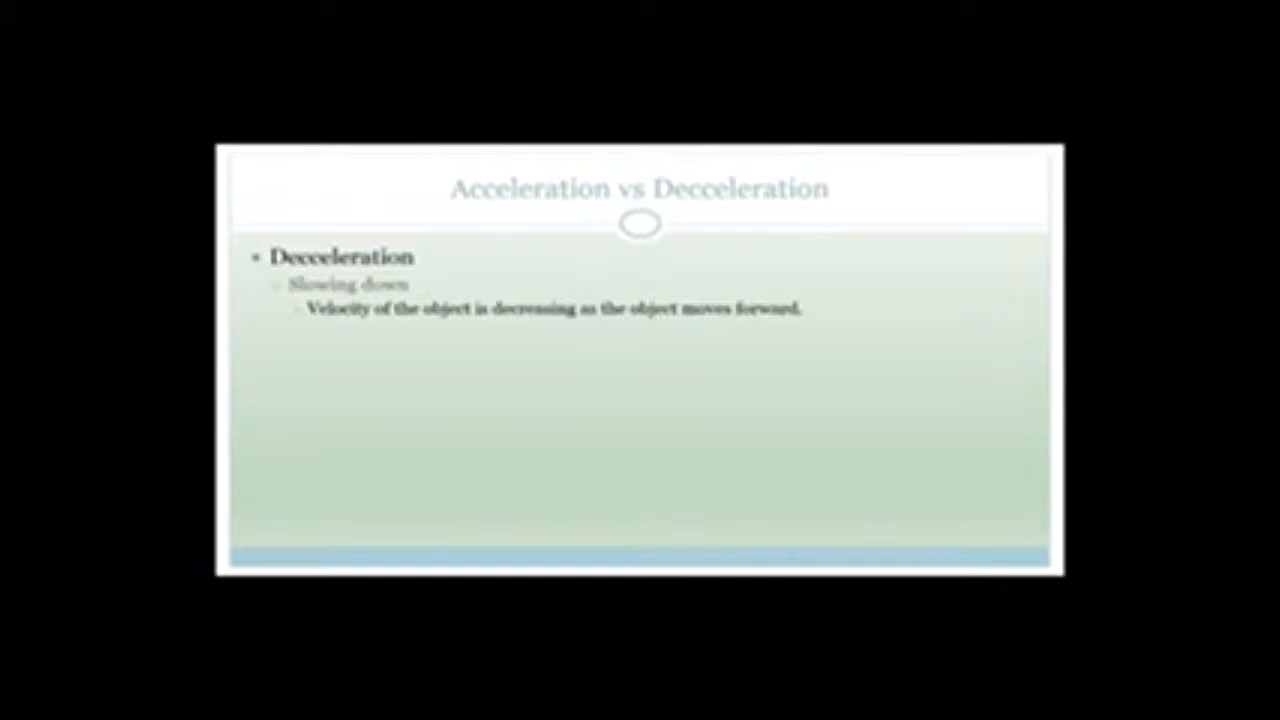 Acceleration vs Decceleration
Decceleration
Slowing down
Velocity of the object is decreasing as the object moves forward.